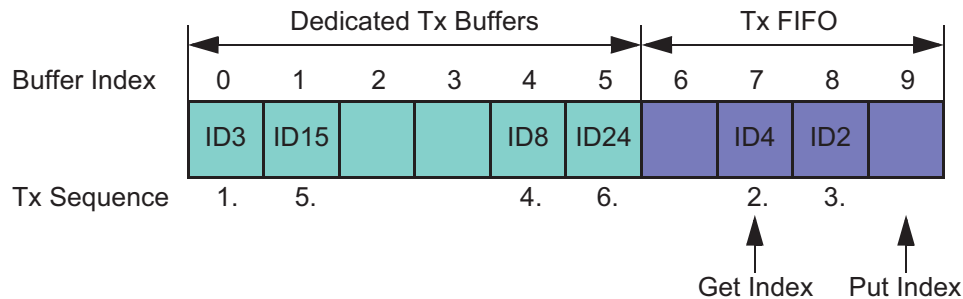 Dedicated Tx Buffers Tx FIFO
Buffer Index 0 1 2 3 4 5 6 7 8 9
ID3 ID15 ID8 ID24 ID4 ID2
Tx Sequence 1. 5. 4. 6. 2. 3.
Get Index Put Index